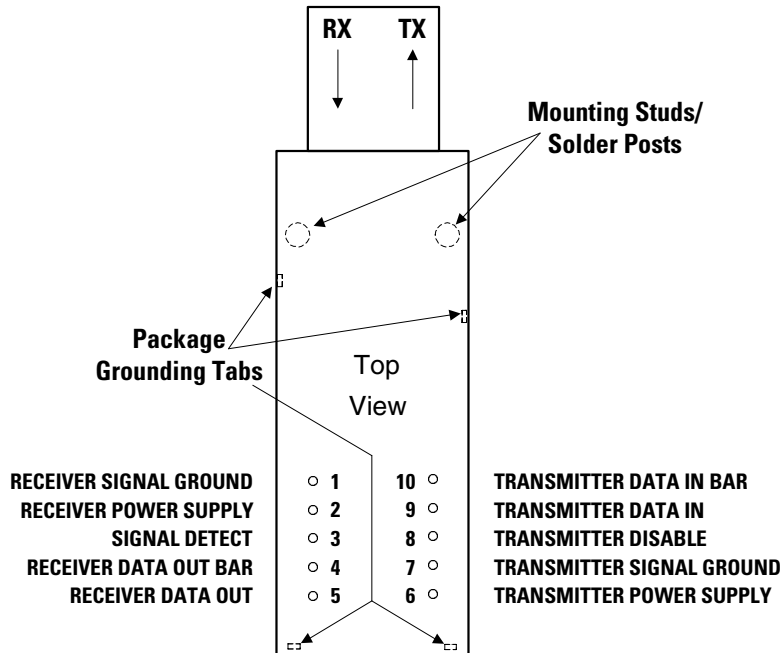 RX TX
Mounting Studs/
Solder Posts
Package
Grounding Tabs
Top
View
RECEIVER SIGNAL GROUND 1 10 TRANSMITTER DATA IN BAR
RECEIVER POWER SUPPLY 2 9 TRANSMITTER DATA IN
SIGNAL DETECT 3 8 TRANSMITTER DISABLE
RECEIVER DATA OUT BAR 4 7 TRANSMITTER SIGNAL GROUND
RECEIVER DATA OUT 5 6 TRANSMITTER POWER SUPPLY